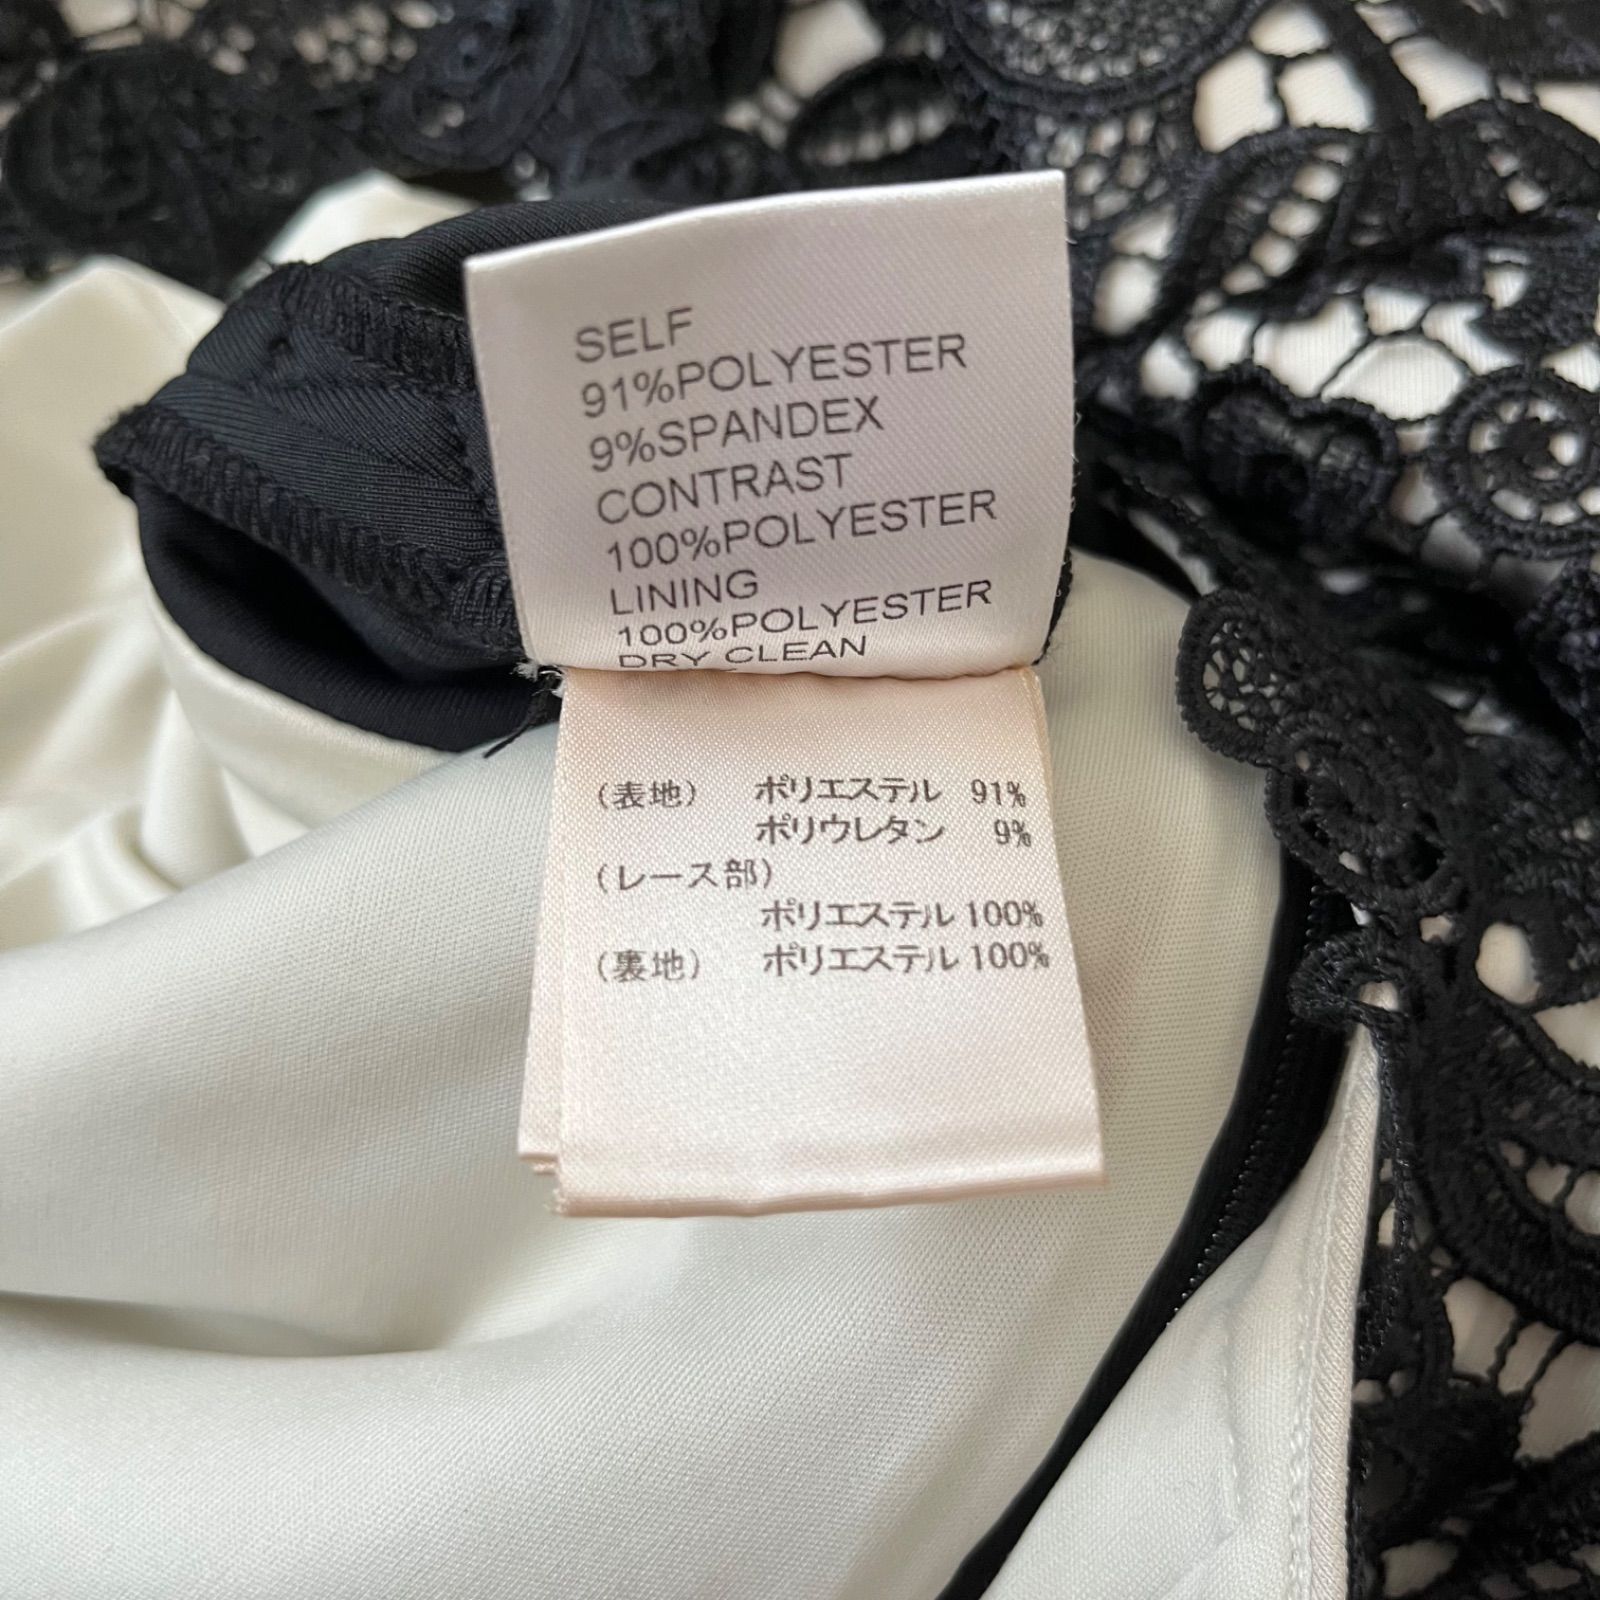 SELF
91%POLYESTER
9%SPANDEX
CONTRAST
100%POLYESTER
LINING
100%POLYESTER
DRY CLEAN
(表地) ポリエステル 91%
ポリウレタン 9%
(レース部)
ポリエステル 100%
(裏地) ポリエステル 100%